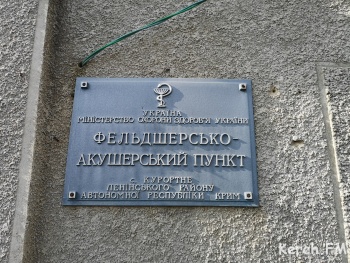 УКРАЇНА
МІНІСТЕРСТВО ОХОРОНИ ЗДОРОВ'Я УКРАЇНИ
ФЕЛЬДШЕРСЬКО-
АКУШЕРСЬКИЙ ПУНКТ
с. КУРОРТНЕ
ЛЕНІНСЬКОГО РАЙОНУ
АВТОНОМНОЇ РЕСПУБЛІКИ КРИМ
Kerch.FM